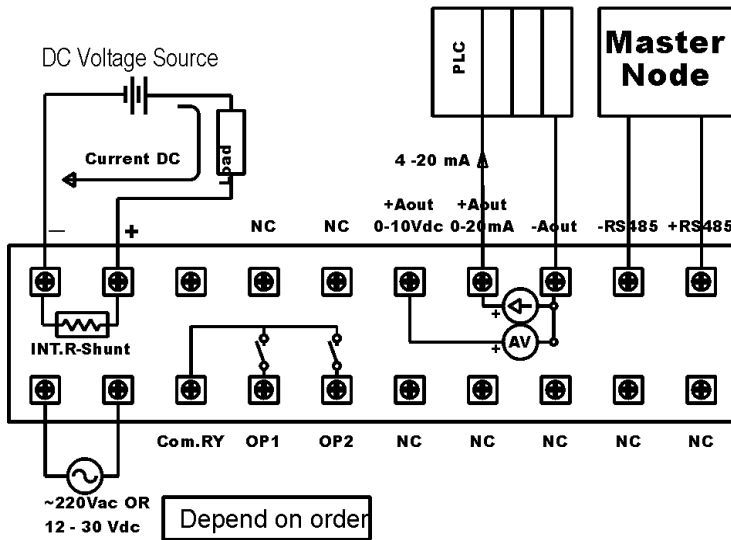 DC Voltage Source
PLC
Master
Node
Current DC
Load
4 -20 mA
+Aout +Aout
NC NC 0-10Vdc 0-20mA -Aout -RS485 +RS485
— +
INT.R-Shunt
+
+ AV
Com.RY OP1 OP2 NC NC NC NC NC
~220Vac OR
12 - 30 Vdc
Depend on order